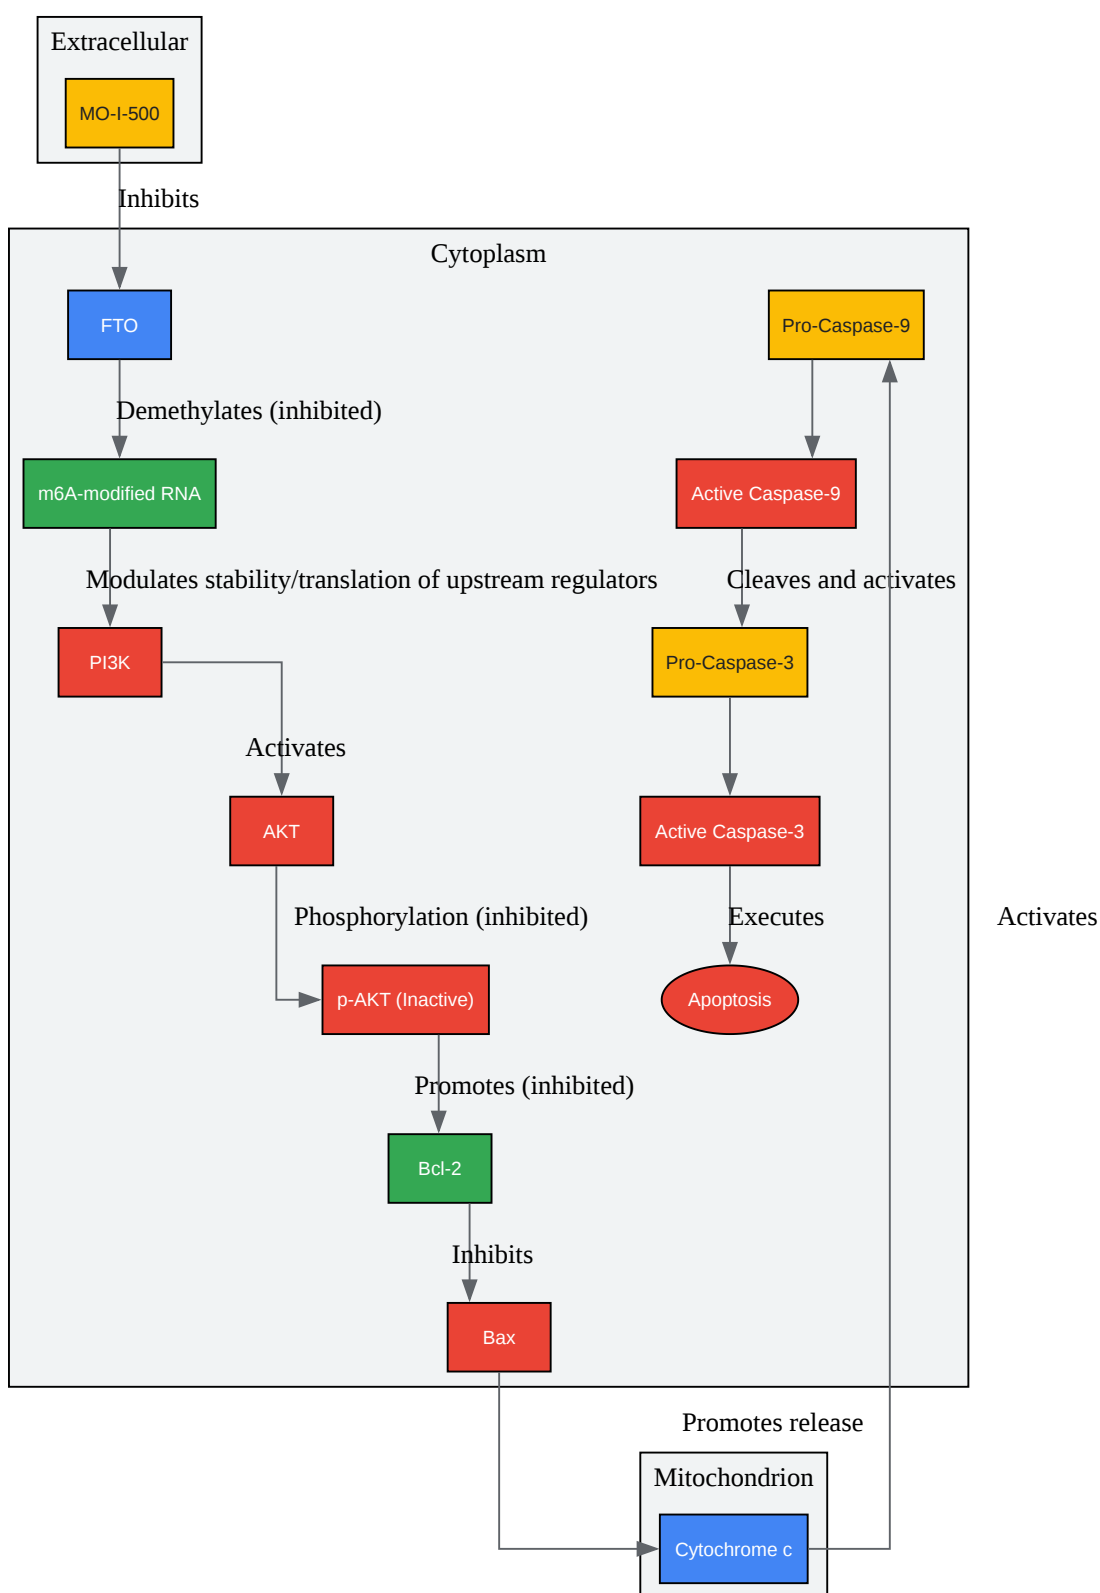 Extracellular
MO-I-500
Inhibits
Cytoplasm
FTO
Pro-Caspase-9
Demethylates (inhibited)
m6A-modified RNA
Active Caspase-9
Modulates stability/translation of upstream regulators
Cleaves and activates
PI3K
Pro-Caspase-3
Activates
AKT
Active Caspase-3
Phosphorylation (inhibited)
Executes
Activates
p-AKT (Inactive)
Apoptosis
Promotes (inhibited)
Bcl-2
Inhibits
Bax
Promotes release
Mitochondrion
Cytochrome c